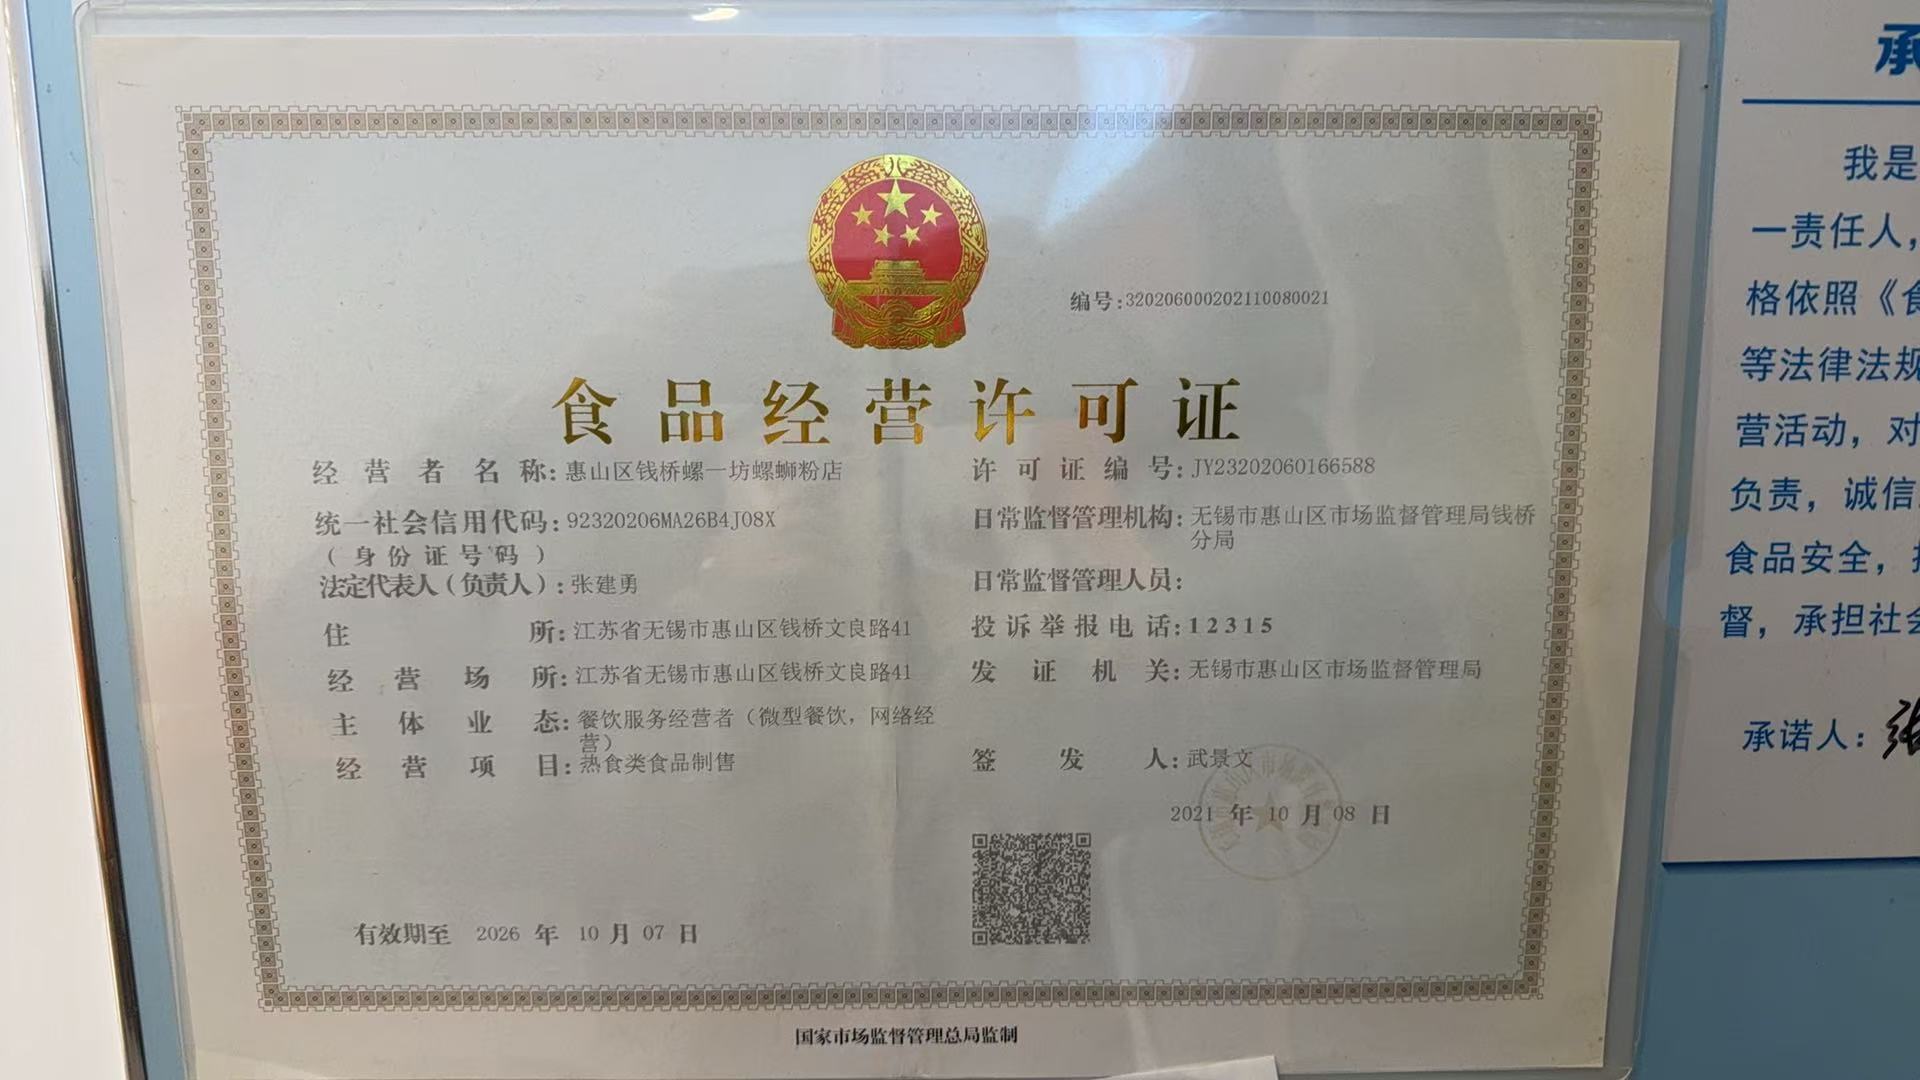 编号:320206000202110080021
食品经营许可证
经营者名称:惠山区钱桥螺一坊螺蛳粉店
统一社会信用代码:92320206MA26B4J08X
(身份证号码)
法定代表人(负责人):张建勇
住所:江苏省无锡市惠山区钱桥文良路41
经营场所:江苏省无锡市惠山区钱桥文良路41
主体业态:餐饮服务经营者（微型餐饮，网络经
营）
经营项目:热食类食品制售
许可证编号:JY23202060166588
日常监督管理机构:无锡市惠山区市场监督管理局钱桥
分局
日常监督管理人员:
投诉举报电话:12315
发证机关:无锡市惠山区市场监督管理局
签发人:武景文
2021 年 10 月 08 日
有效期至 2026 年 10 月 07 日
国家市场监督管理总局监制
承
我是
一责任人，
格依照《食
等法律法规
营活动，对
负责，诚信
食品安全，
督，承担社会
承诺人：张